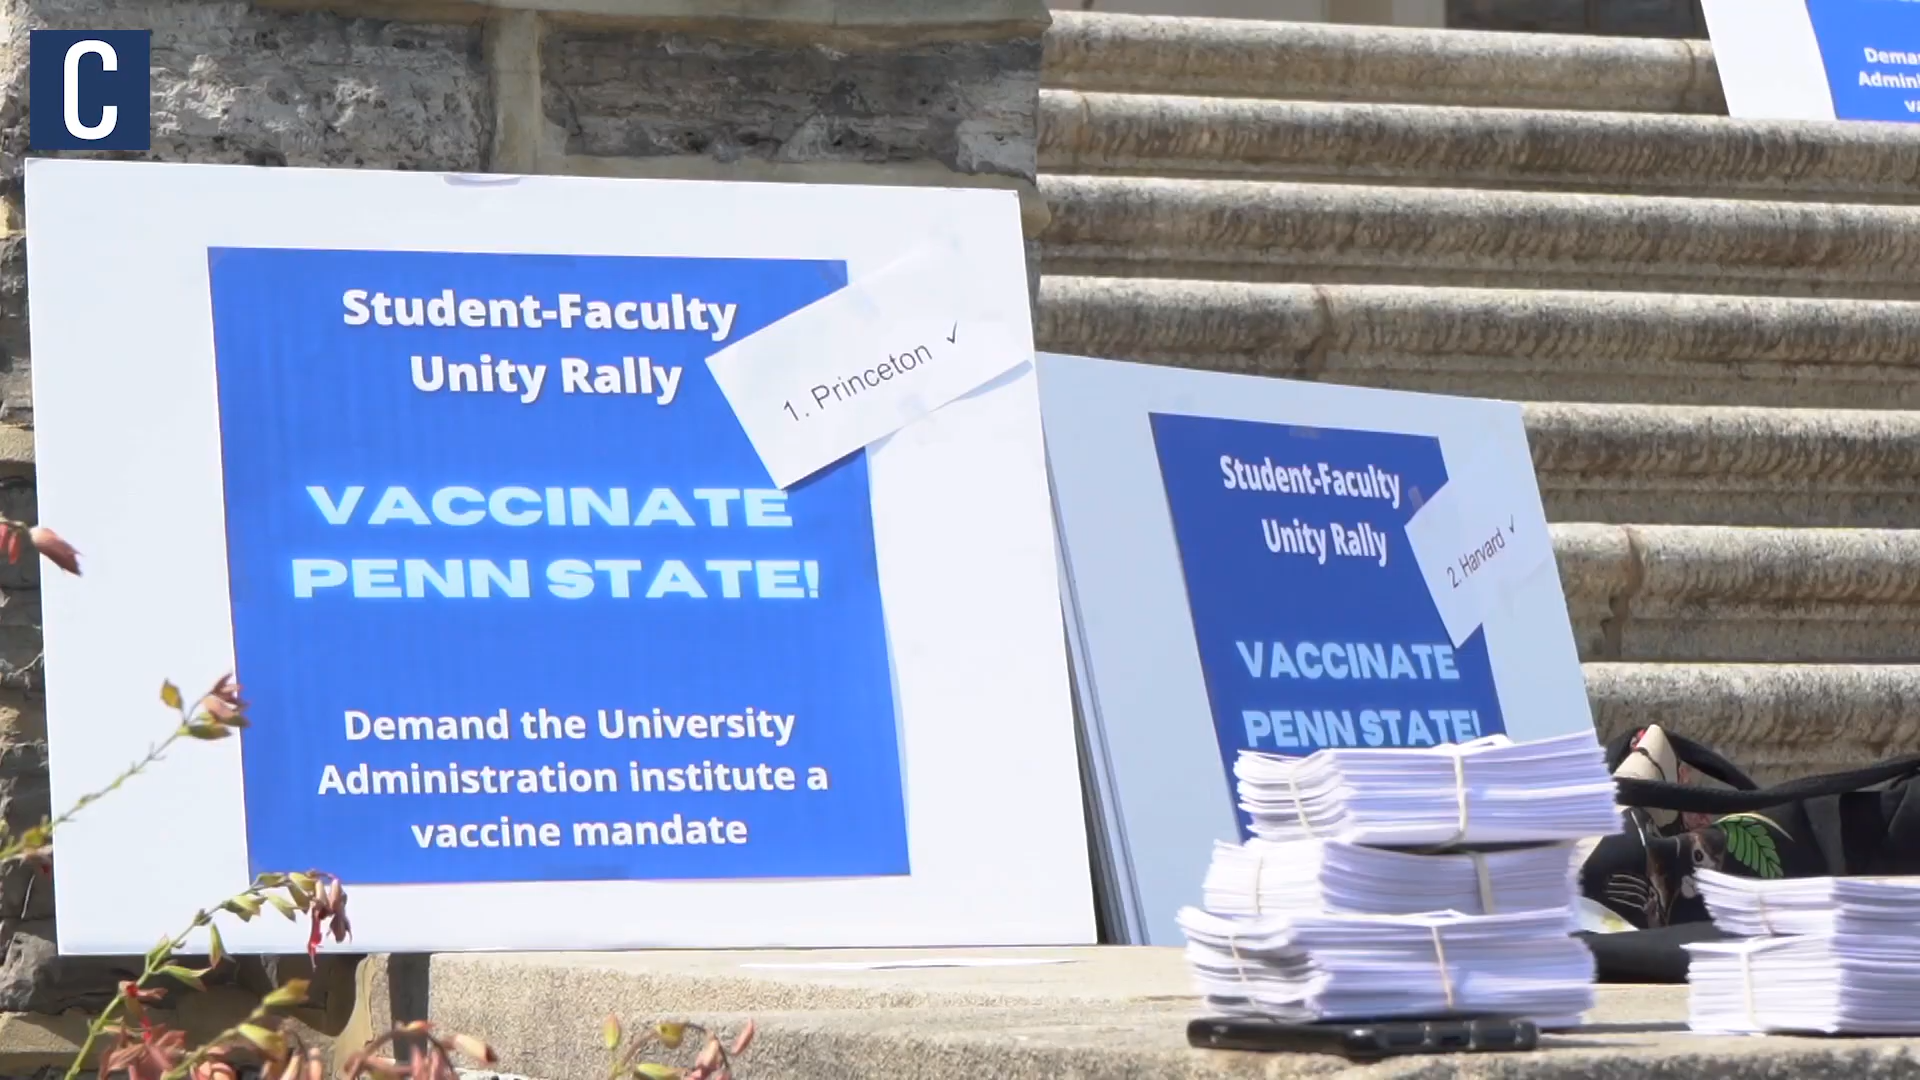 C
Student-Faculty
Unity Rally
1. Princeton ✓
VACCINATE
PENN STATE!
Demand the University
Administration institute a
vaccine mandate
Student-Faculty
Unity Rally
2. Harvard ✓
VACCINATE
PENN STATE!